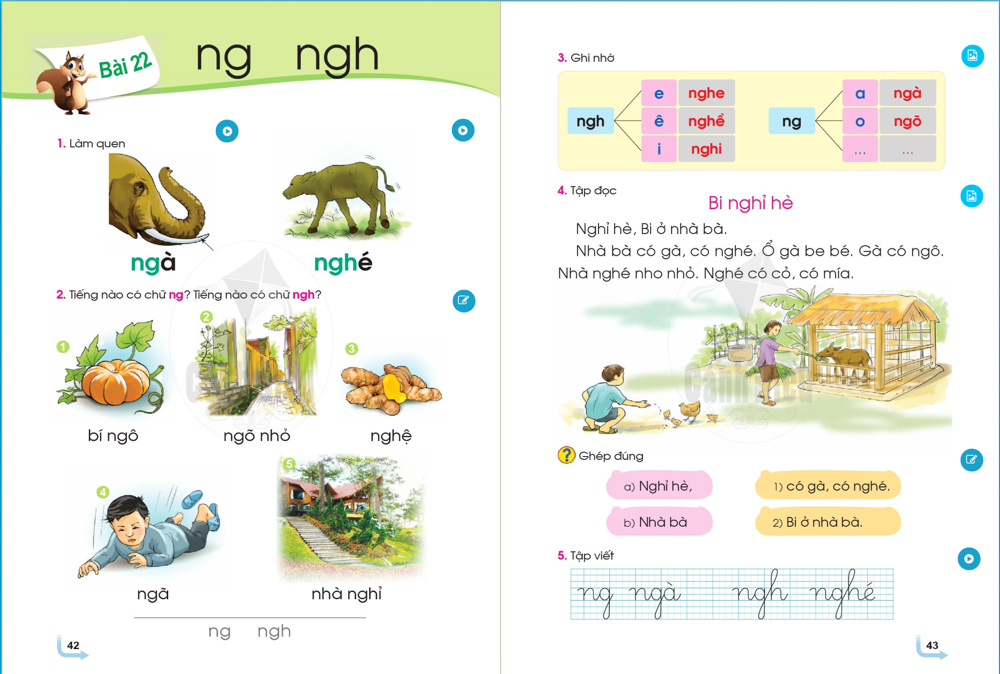 Bài 22
ng ngh
1. Làm quen
ngà nghé
2. Tiếng nào có chữ ng? Tiếng nào có chữ ngh?
1
2
3
bí ngô ngõ nhỏ nghệ
4
5
ngã nhà nghỉ
ng ngh
42
3. Ghi nhớ
ngh
e nghe
ê nghề
i nghi
ng
a ngà
o ngõ
... ...
4. Tập đọc
Bi nghỉ hè
Nghỉ hè, Bi ở nhà bà.
Nhà bà có gà, có nghé. Ổ gà be bé. Gà có ngô.
Nhà nghé nho nhỏ. Nghé có cỏ, có mía.
Cánh Diều
? Ghép đúng
a) Nghỉ hè, 1) có gà, có nghé.
b) Nhà bà 2) Bi ở nhà bà.
5. Tập viết
ng ngà ngh nghé
43